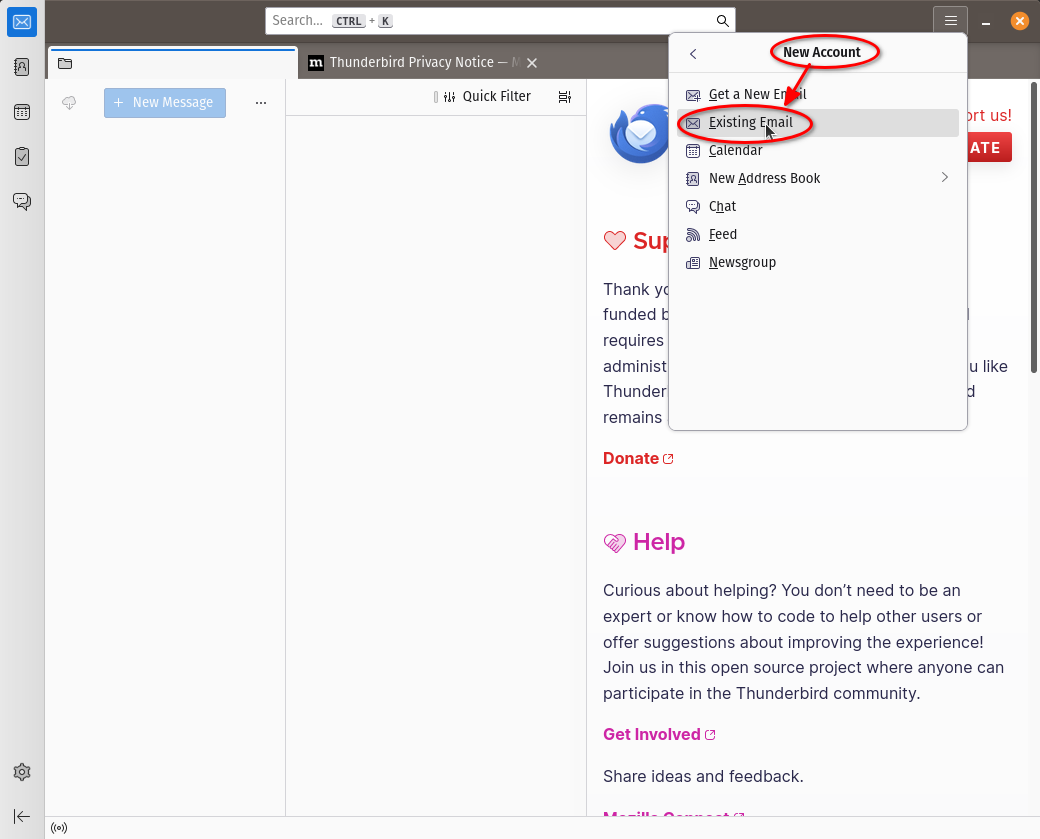 Search... CTRL + K
m Thunderbird Privacy Notice —
New Account
Get a New Email
Existing Email
Calendar
New Address Book
Chat
Feed
Newsgroup
+ New Message
Quick Filter
ort us!
ATE
Sup
Thank yo
funded b
requires
administ u like
Thunder d
remains
Donate
Help
Curious about helping? You don’t need to be an
expert or know how to code to help other users or
offer suggestions about improving the experience!
Join us in this open source project where anyone can
participate in the Thunderbird community.
Get Involved
Share ideas and feedback.
Mozilla Connect